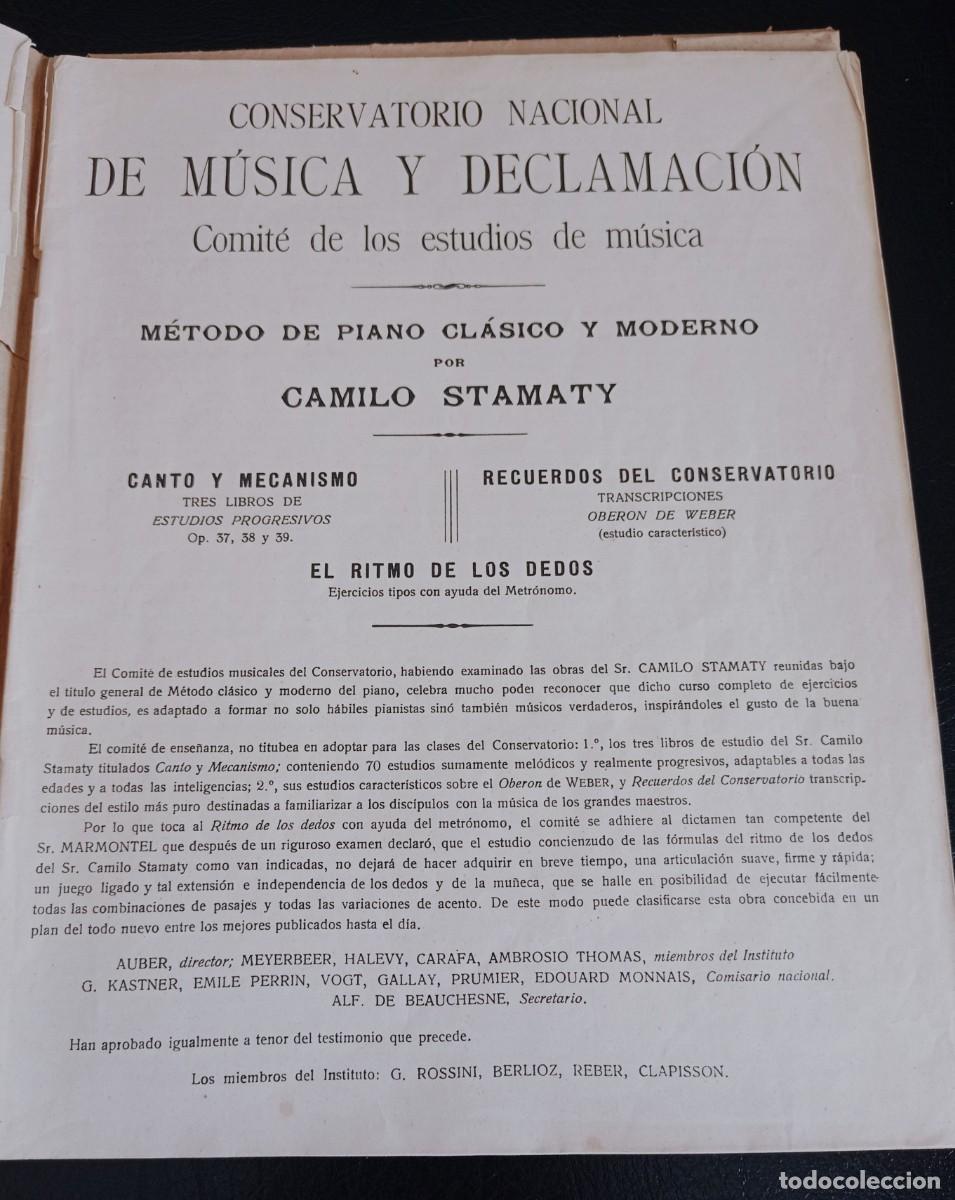 CONSERVATORIO NACIONAL
DE MÚSICA Y DECLAMACIÓN
Comité de los estudios de música
MÉTODO DE PIANO CLÁSICO Y MODERNO
POR
CAMILO STAMATY
CANTO Y MECANISMO
TRES LIBROS DE
ESTUDIOS PROGRESIVOS
Op. 37, 38 y 39.
RECUERDOS DEL CONSERVATORIO
TRANSCRIPCIONES
OBERON DE WEBER
(estudio característico)
EL RITMO DE LOS DEDOS
Ejercicios tipos con ayuda del Metrónomo.
El Comité de estudios musicales del Conservatorio, habiendo examinado las obras del Sr. CAMILO STAMATY reunidas bajo
el título general de Método clásico y moderno del piano, celebra mucho poder reconocer que dicho curso completo de ejercicios
y de estudios, es adaptado a formar no solo hábiles pianistas sinó también músicos verdaderos, inspirándoles el gusto de la buena
música.
El comité de enseñanza, no titubea en adoptar para las clases del Conservatorio: 1.º, los tres libros de estudio del Sr. Camilo
Stamaty titulados Canto y Mecanismo; conteniendo 70 estudios sumamente melódicos y realmente progresivos, adaptables a todas las
edades y a todas las inteligencias; 2.º, sus estudios característicos sobre el Oberon de WEBER, y Recuerdos del Conservatorio transcrip-
ciones del estilo más puro destinadas a familiarizar a los discípulos con la música de los grandes maestros.
Por lo que toca al Ritmo de los dedos con ayuda del metrónomo, el comité se adhiere al dictamen tan competente del
Sr. MARMONTEL que después de un riguroso examen declaró, que el estudio concienzudo de las fórmulas del ritmo de los dedos
del Sr. Camilo Stamaty como van indicadas, no dejará de hacer adquirir en breve tiempo, una articulación suave, firme y rápida;
un juego ligado y tal extensión e independencia de los dedos y de la muñeca, que se halle en posibilidad de ejecutar fácilmente
todas las combinaciones de pasajes y todas las variaciones de acento. De este modo puede clasificarse esta obra concebida en un
plan del todo nuevo entre los mejores publicados hasta el día.
AUBER, director; MEYERBEER, HALEVY, CARAFA, AMBROSIO THOMAS, miembros del Instituto
G. KASTNER, EMILE PERRIN, VOGT, GALLAY, PRUMIER, EDOUARD MONNAIS, Comisario nacional.
ALF. DE BEAUCHESNE, Secretario.
Han aprobado igualmente a tenor del testimonio que precede.
Los miembros del Instituto: G. ROSSINI, BERLIOZ, REBER, CLAPISSON.
todocoleccion